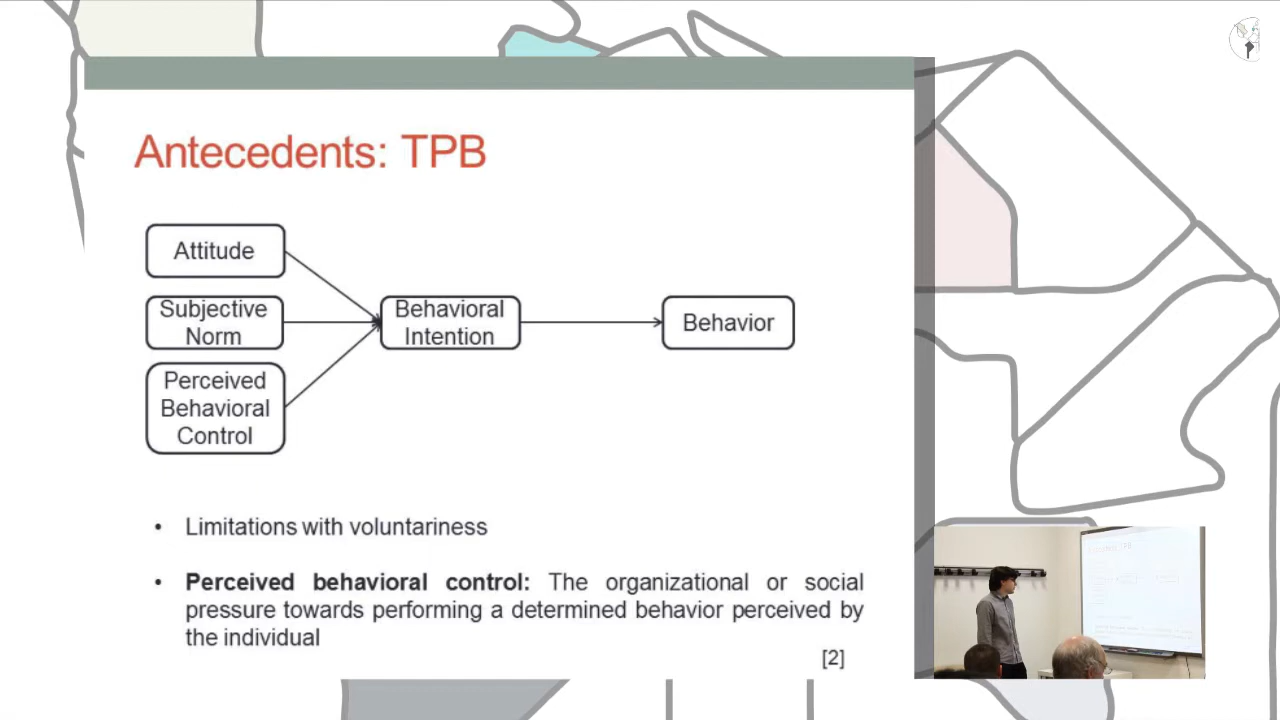 Antecedents: TPB
Attitude
Subjective
Norm
Perceived
Behavioral
Control
Behavioral
Intention
Behavior
• Limitations with voluntariness
• Perceived behavioral control: The organizational or social
pressure towards performing a determined behavior perceived by
the individual
[2]